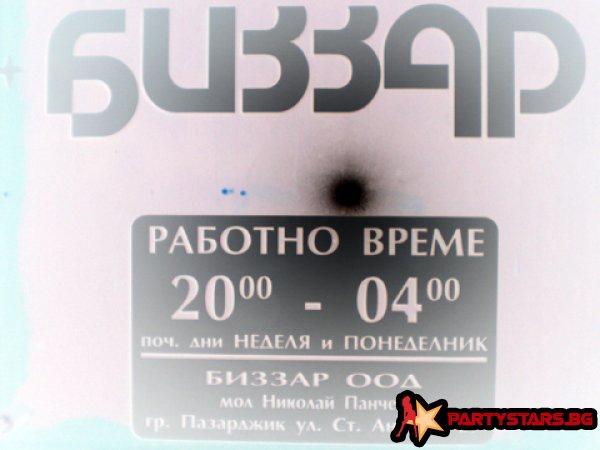 БИЗЗАР
РАБОТНО ВРЕМЕ
20⁰⁰ - 04⁰⁰
поч. дни НЕДЕЛЯ и ПОНЕДЕЛНИК
БИЗЗАР ООД
мол Николай
гр. Пазарджик ул. Ст.
PARTYSTARS.BG